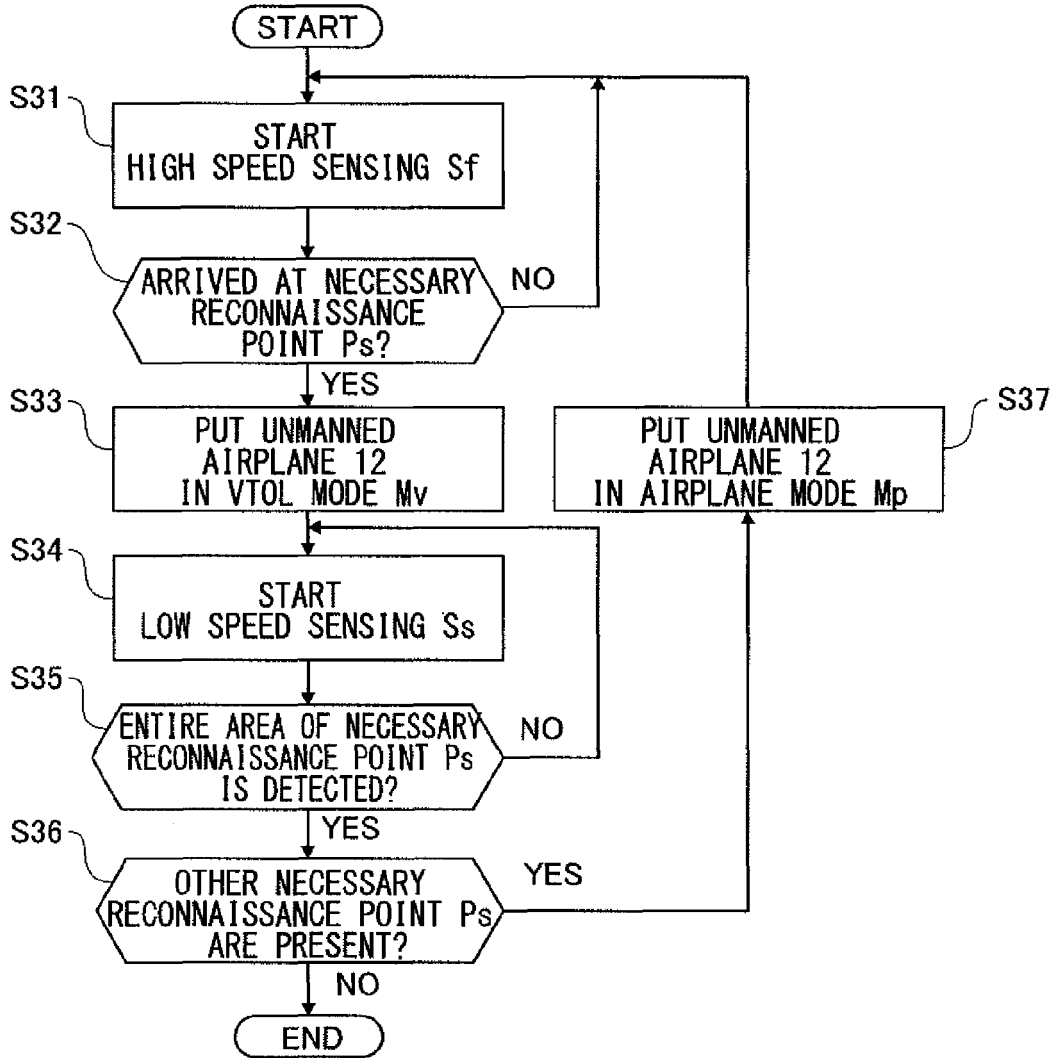 START
S31
START
HIGH SPEED SENSING Sf
S32
ARRIVED AT NECESSARY
RECONNAISSANCE
POINT Ps?
NO
YES
S33
PUT UNMANNED
AIRPLANE 12
IN VTOL MODE Mv
S37
PUT UNMANNED
AIRPLANE 12
IN AIRPLANE MODE Mp
S34
START
LOW SPEED SENSING Ss
S35
ENTIRE AREA OF NECESSARY
RECONNAISSANCE POINT Ps
IS DETECTED?
NO
YES
S36
OTHER NECESSARY
RECONNAISSANCE POINT Ps
ARE PRESENT?
YES
NO
END